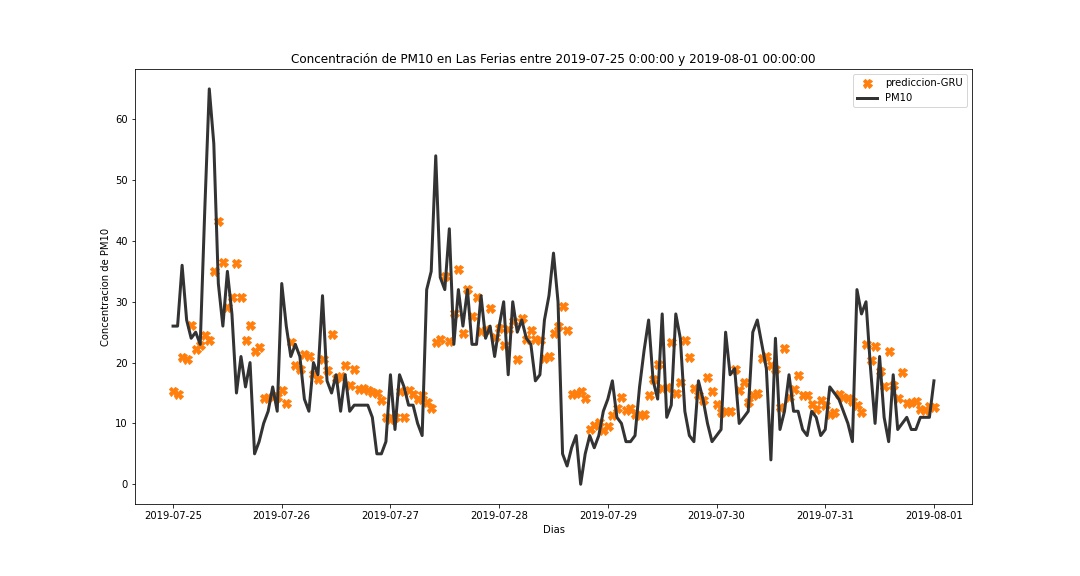 Concentración de PM10 en Las Ferias entre 2019-07-25 0:00:00 y 2019-08-01 00:00:00
prediccion-GRU
PM10
Concentracion de PM10
60
50
40
30
20
10
0
2019-07-25 2019-07-26 2019-07-27 2019-07-28 2019-07-29 2019-07-30 2019-07-31 2019-08-01
Dias